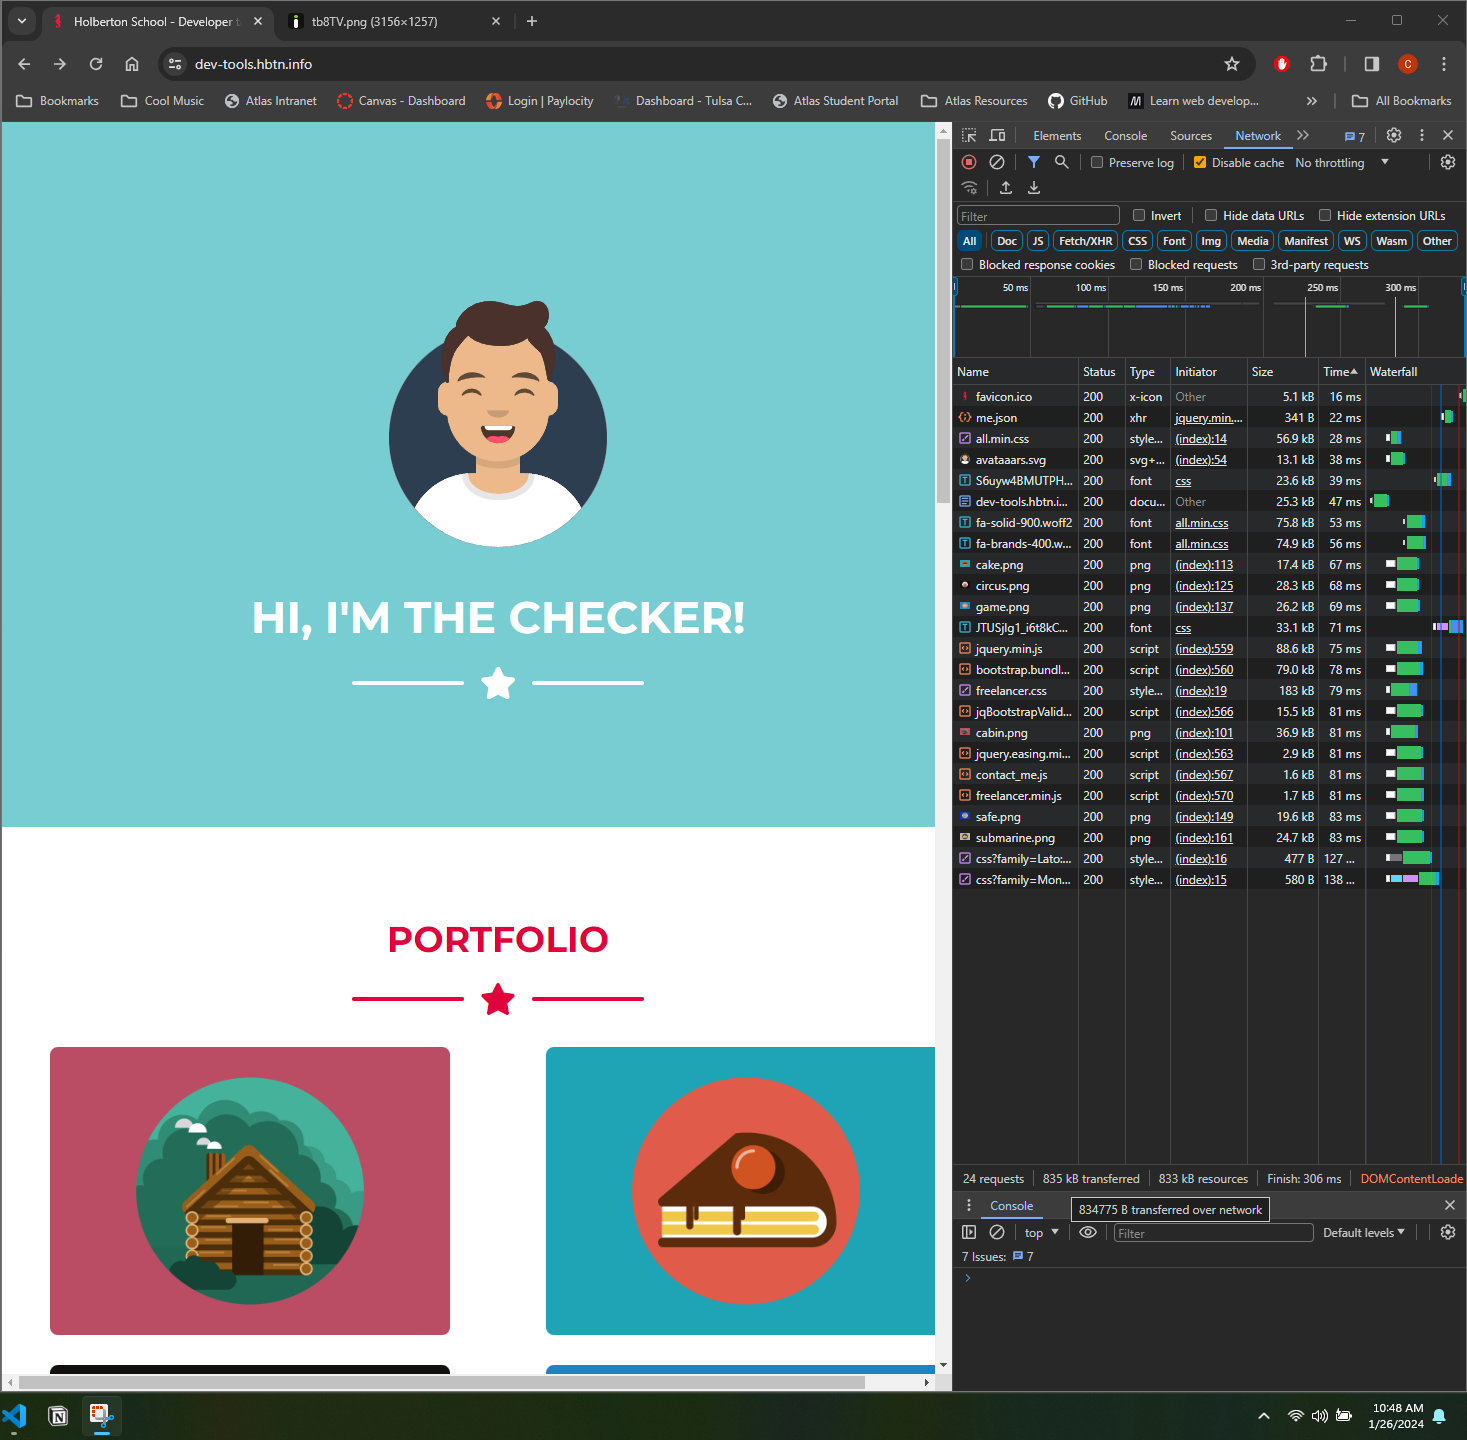 Holberton School - Developer t
tb8TV.png (3156×1257)
dev-tools.hbtn.info
C
Bookmarks
Cool Music
Atlas Intranet
Canvas - Dashboard
Login | Paylocity
Dashboard - Tulsa C...
Atlas Student Portal
Atlas Resources
GitHub
Learn web develop...
All Bookmarks
HI, I'M THE CHECKER!
PORTFOLIO
Elements Console Sources Network 7
Preserve log Disable cache No throttling
Filter Invert Hide data URLs Hide extension URLs
All Doc JS Fetch/XHR CSS Font Img Media Manifest WS Wasm Other
Blocked response cookies Blocked requests 3rd-party requests
50 ms 100 ms 150 ms 200 ms 250 ms 300 ms
Name Status Type Initiator Size Time Waterfall
favicon.ico 200 x-icon Other 5.1 kB 16 ms
me.json 200 xhr jquery.min.... 341 B 22 ms
all.min.css 200 style... (index):14 56.9 kB 28 ms
avataaars.svg 200 svg+... (index):54 13.1 kB 38 ms
S6uyw4BMUTPH... 200 font css 23.6 kB 39 ms
dev-tools.hbtn.i... 200 docu... Other 25.3 kB 47 ms
fa-solid-900.woff2 200 font all.min.css 75.8 kB 53 ms
fa-brands-400.w... 200 font all.min.css 74.9 kB 56 ms
cake.png 200 png (index):113 17.4 kB 67 ms
circus.png 200 png (index):125 28.3 kB 68 ms
game.png 200 png (index):137 26.2 kB 69 ms
JTUSjIg1_i6t8kC... 200 font css 33.1 kB 71 ms
jquery.min.js 200 script (index):559 88.6 kB 75 ms
bootstrap.bundl... 200 script (index):560 79.0 kB 78 ms
freelancer.css 200 style... (index):19 183 kB 79 ms
jqBootstrapValid... 200 script (index):566 15.5 kB 81 ms
cabin.png 200 png (index):101 36.9 kB 81 ms
jquery.easing.mi... 200 script (index):563 2.9 kB 81 ms
contact_me.js 200 script (index):567 1.6 kB 81 ms
freelancer.min.js 200 script (index):570 1.7 kB 81 ms
safe.png 200 png (index):149 19.6 kB 83 ms
submarine.png 200 png (index):161 24.7 kB 83 ms
css?family=Lato:... 200 style... (index):16 477 B 127 ...
css?family=Mon... 200 style... (index):15 580 B 138 ...
24 requests 835 kB transferred 833 kB resources Finish: 306 ms DOMContentLoade
Console
834775 B transferred over network
top Filter Default levels
7 Issues: 7
10:48 AM
1/26/2024